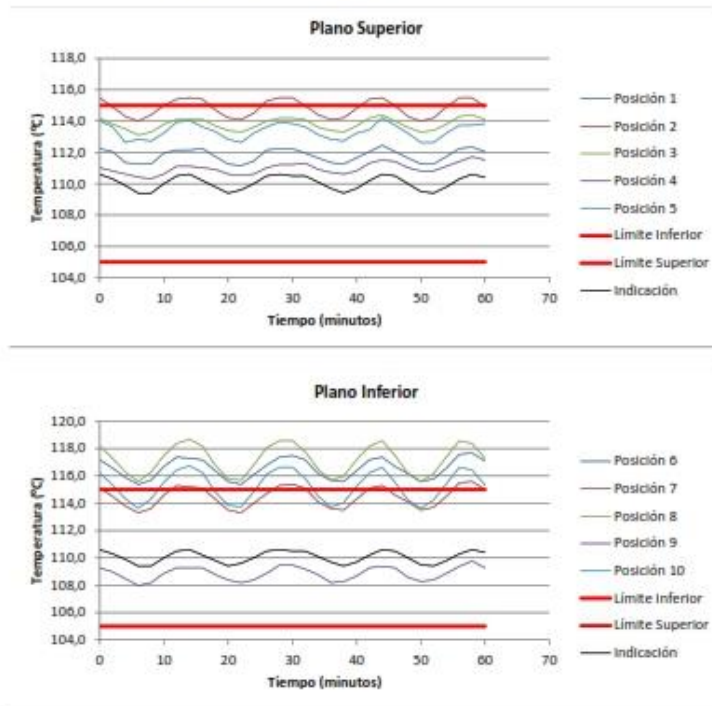 Plano Superior
118,0
116,0
114,0
112,0
110,0
108,0
106,0
104,0
Temperatura (ºC)
0 10 20 30 40 50 60 70
Tiempo (minutos)
Posición 1
Posición 2
Posición 3
Posición 4
Posición 5
Límite Inferior
Límite Superior
Indicación
Plano Inferior
120,0
118,0
116,0
114,0
112,0
110,0
108,0
106,0
104,0
Temperatura (ºC)
0 10 20 30 40 50 60 70
Tiempo (minutos)
Posición 6
Posición 7
Posición 8
Posición 9
Posición 10
Límite Inferior
Límite Superior
Indicación